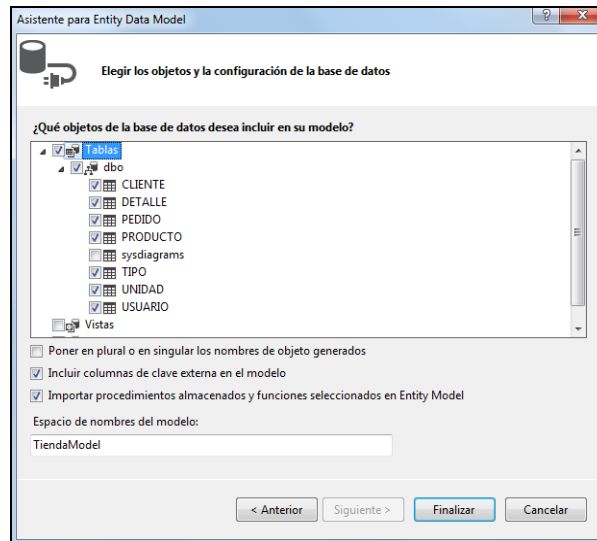 Asistente para Entity Data Model
Elegir los objetos y la configuración de la base de datos
¿Qué objetos de la base de datos desea incluir en su modelo?
Tablas
dbo
CLIENTE
DETALLE
PEDIDO
PRODUCTO
sysdiagrams
TIPO
UNIDAD
USUARIO
Vistas
Poner en plural o en singular los nombres de objeto generados
Incluir columnas de clave externa en el modelo
Importar procedimientos almacenados y funciones seleccionados en Entity Model
Espacio de nombres del modelo:
TiendaModel
< Anterior Siguiente > Finalizar Cancelar